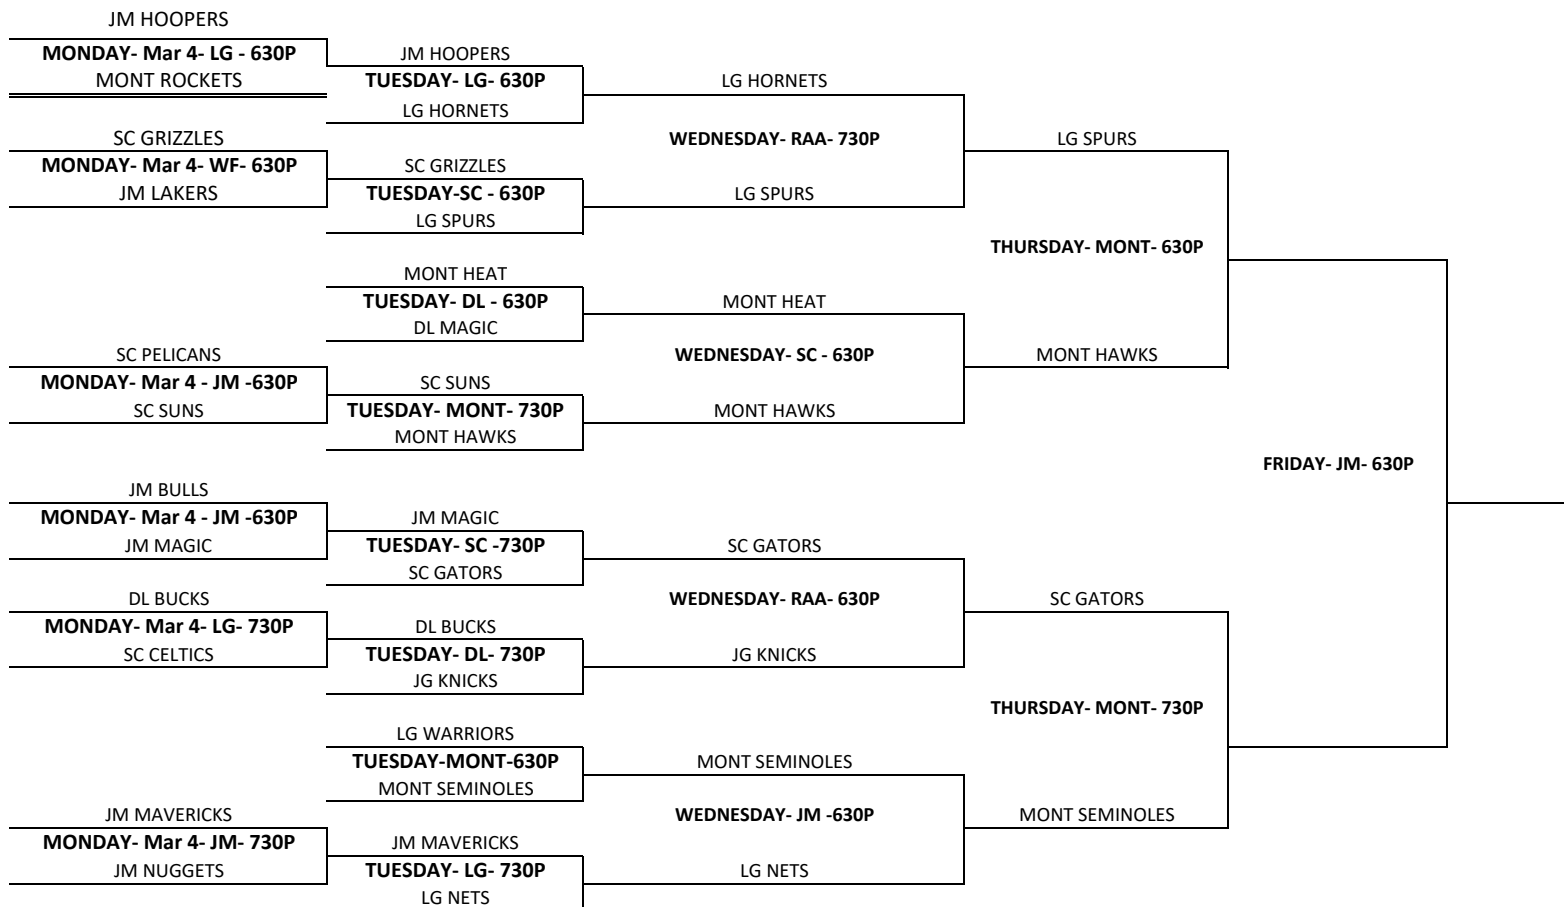 JM HOOPERS
MONDAY- Mar 4- LG - 630P
MONT ROCKETS
SC GRIZZLES
MONDAY- Mar 4- WF- 630P
JM LAKERS
SC PELICANS
MONDAY- Mar 4 - JM -630P
SC SUNS
JM BULLS
MONDAY- Mar 4 - JM -630P
JM MAGIC
DL BUCKS
MONDAY- Mar 4- LG- 730P
SC CELTICS
JM MAVERICKS
MONDAY- Mar 4- JM- 730P
JM NUGGETS
JM HOOPERS
TUESDAY- LG- 630P
LG HORNETS
SC GRIZZLES
TUESDAY-SC - 630P
LG SPURS
MONT HEAT
TUESDAY- DL - 630P
DL MAGIC
SC SUNS
TUESDAY- MONT- 730P
MONT HAWKS
JM MAGIC
TUESDAY- SC -730P
SC GATORS
DL BUCKS
TUESDAY- DL- 730P
JG KNICKS
LG WARRIORS
TUESDAY-MONT-630P
MONT SEMINOLES
JM MAVERICKS
TUESDAY- LG- 730P
LG NETS
LG HORNETS
WEDNESDAY- RAA- 730P
LG SPURS
MONT HEAT
WEDNESDAY- SC - 630P
MONT HAWKS
SC GATORS
WEDNESDAY- RAA- 630P
JG KNICKS
MONT SEMINOLES
WEDNESDAY- JM -630P
LG NETS
LG SPURS
THURSDAY- MONT- 630P
MONT HAWKS
SC GATORS
THURSDAY- MONT- 730P
MONT SEMINOLES
FRIDAY- JM- 630P